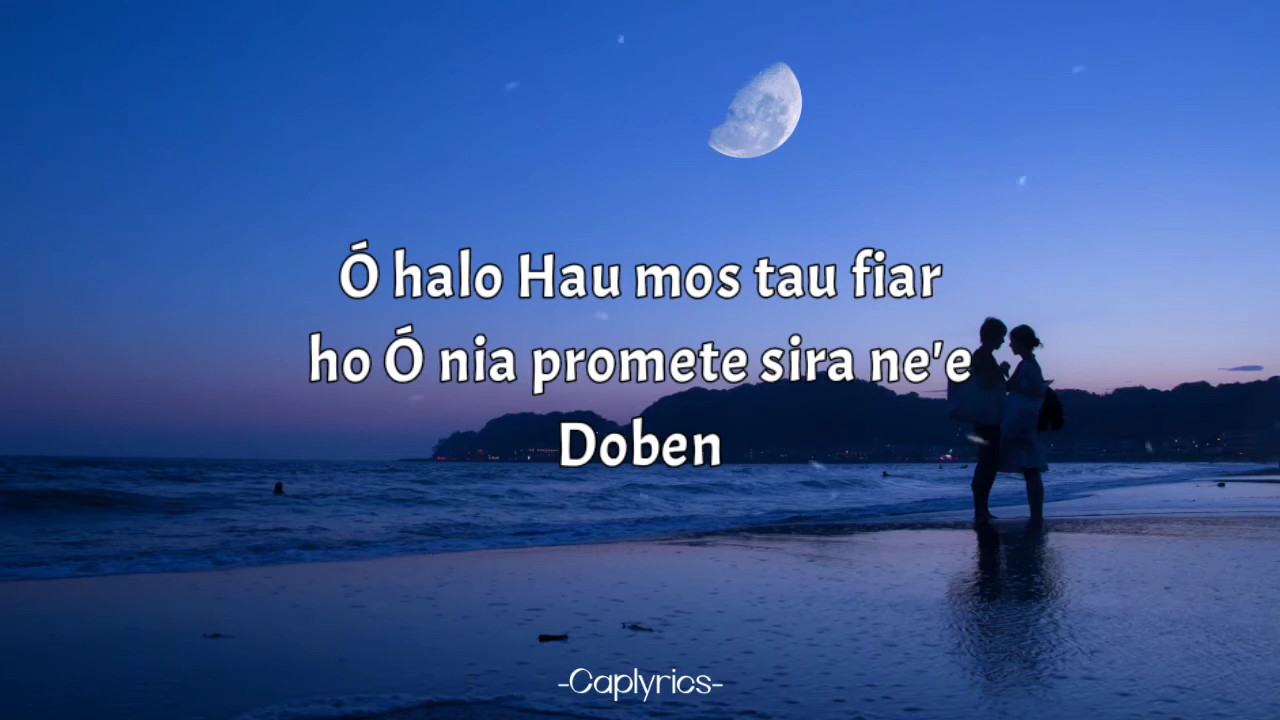 Ó halo Hau mos tau fiar
ho Ó nia promete sira ne'e
Doben
-Caplyrics-